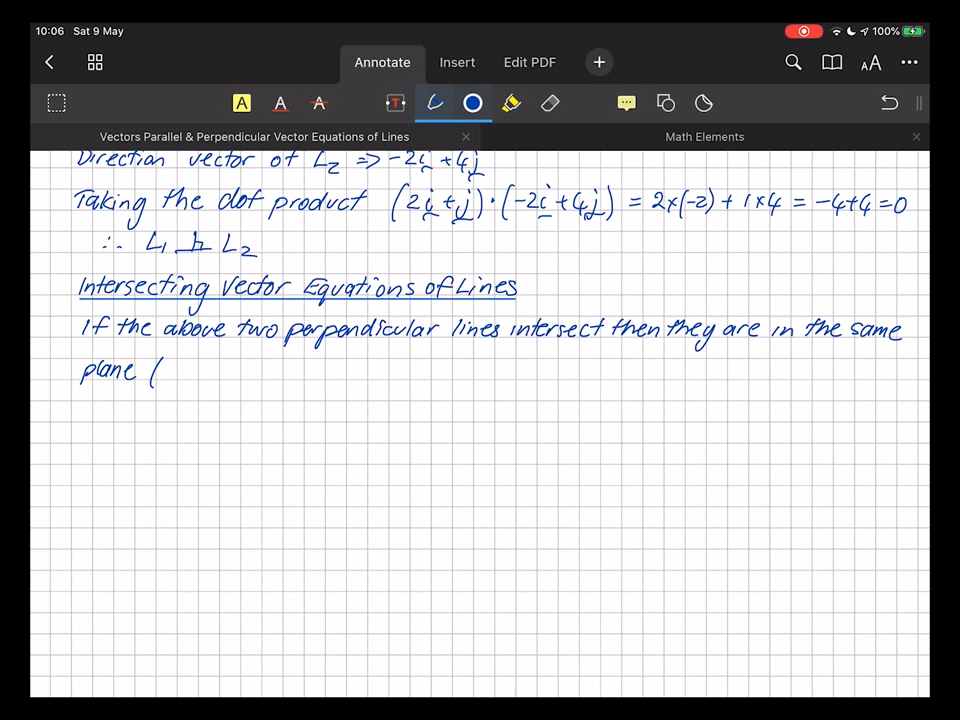 10:06 Sat 9 May 100%
Annotate Insert Edit PDF
Vectors Parallel & Perpendicular Vector Equations of Lines
Math Elements
Direction vector of L₂ => -2i + 4j
Taking the dot product (2i + j) · (-2i + 4j) = 2×(-2) + 1×4 = -4+4 = 0
∴ L₁ ⊥ L₂
Intersecting Vector Equations of Lines
If the above two perpendicular lines intersect then they are in the same
plane (